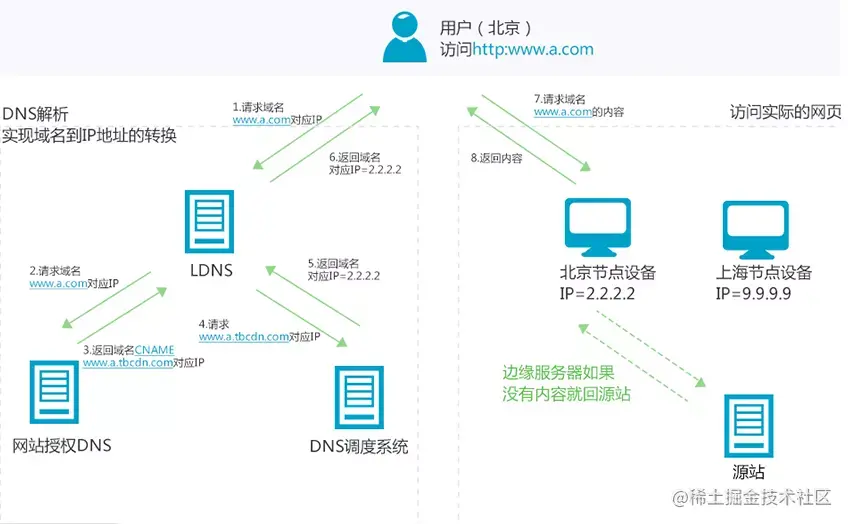 用户（北京）
访问http:www.a.com
DNS解析
实现域名到IP地址的转换
1.请求域名
www.a.com对应IP
6.返回域名
对应IP=2.2.2.2
LDNS
2.请求域名
www.a.com对应IP
5.返回域名
对应IP=2.2.2.2
4.请求
www.a.tbcdn.com对应IP
3.返回域名CNAME
www.a.tbcdn.com对应IP
网站授权DNS
DNS调度系统
访问实际的网页
7.请求域名
www.a.com的内容
8.返回内容
北京节点设备
IP=2.2.2.2
上海节点设备
IP=9.9.9.9
边缘服务器如果
没有内容就回源站
源站
@稀土掘金技术社区